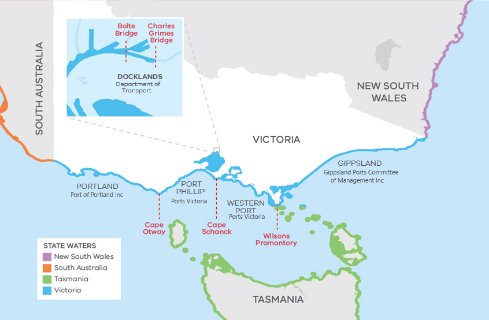 Bolte
Bridge
Charles
Grimes
Bridge
DOCKLANDS
Department of
Transport
SOUTH AUSTRALIA
NEW SOUTH
WALES
VICTORIA
GIPPSLAND
Gippsland Ports Committee
of Management Inc
PORTLAND
Port of Portland Inc
PORT
PHILLIP
Ports Victoria
WESTERN
PORT
Ports Victoria
Cape
Otway
Cape
Schanck
Wilsons
Promontory
STATE WATERS
New South Wales
South Australia
Tasmania
Victoria
TASMANIA